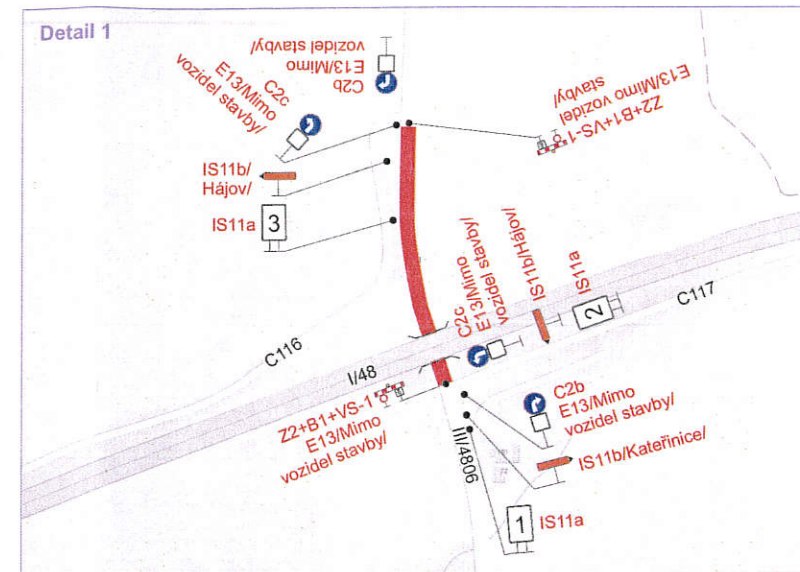 Detail 1
C2b
E13/Mimo
vozidel stavby/
C2c
E13/Mimo
vozidel stavby/
Z2+B1+VS-1
E13/Mimo vozidel
stavby/
IS11b/
Hájov/
IS11a
3
C2c
E13/Mimo
vozidel stavby/
IS11b/Hájov/
IS11a
2
C117
C116
I/48
Z2+B1+VS-1
E13/Mimo
vozidel stavby/
C2b
E13/Mimo
vozidel stavby/
III/4806
IS11b/Kateřinice/
1
IS11a